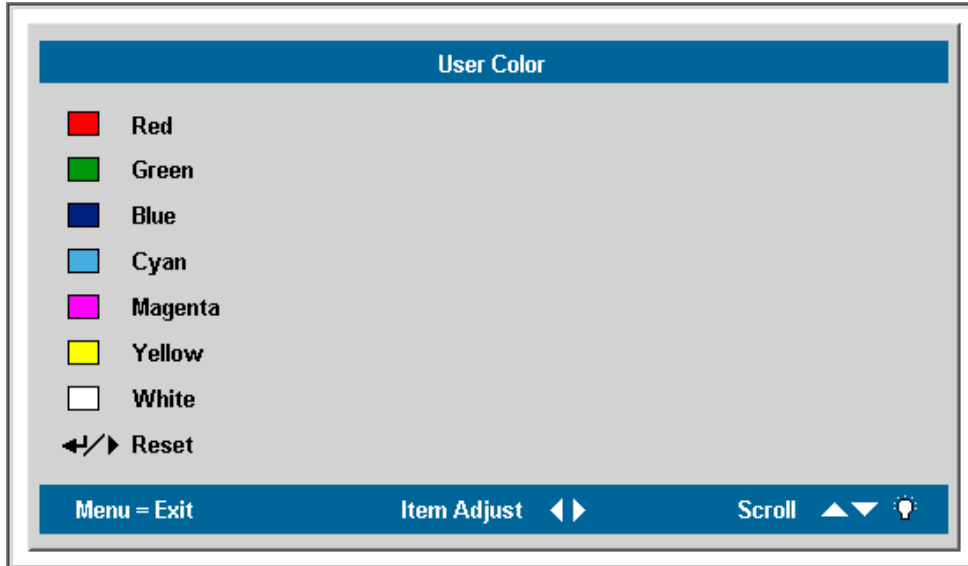 User Color
Red
Green
Blue
Cyan
Magenta
Yellow
White
Reset
Menu = Exit Item Adjust Scroll